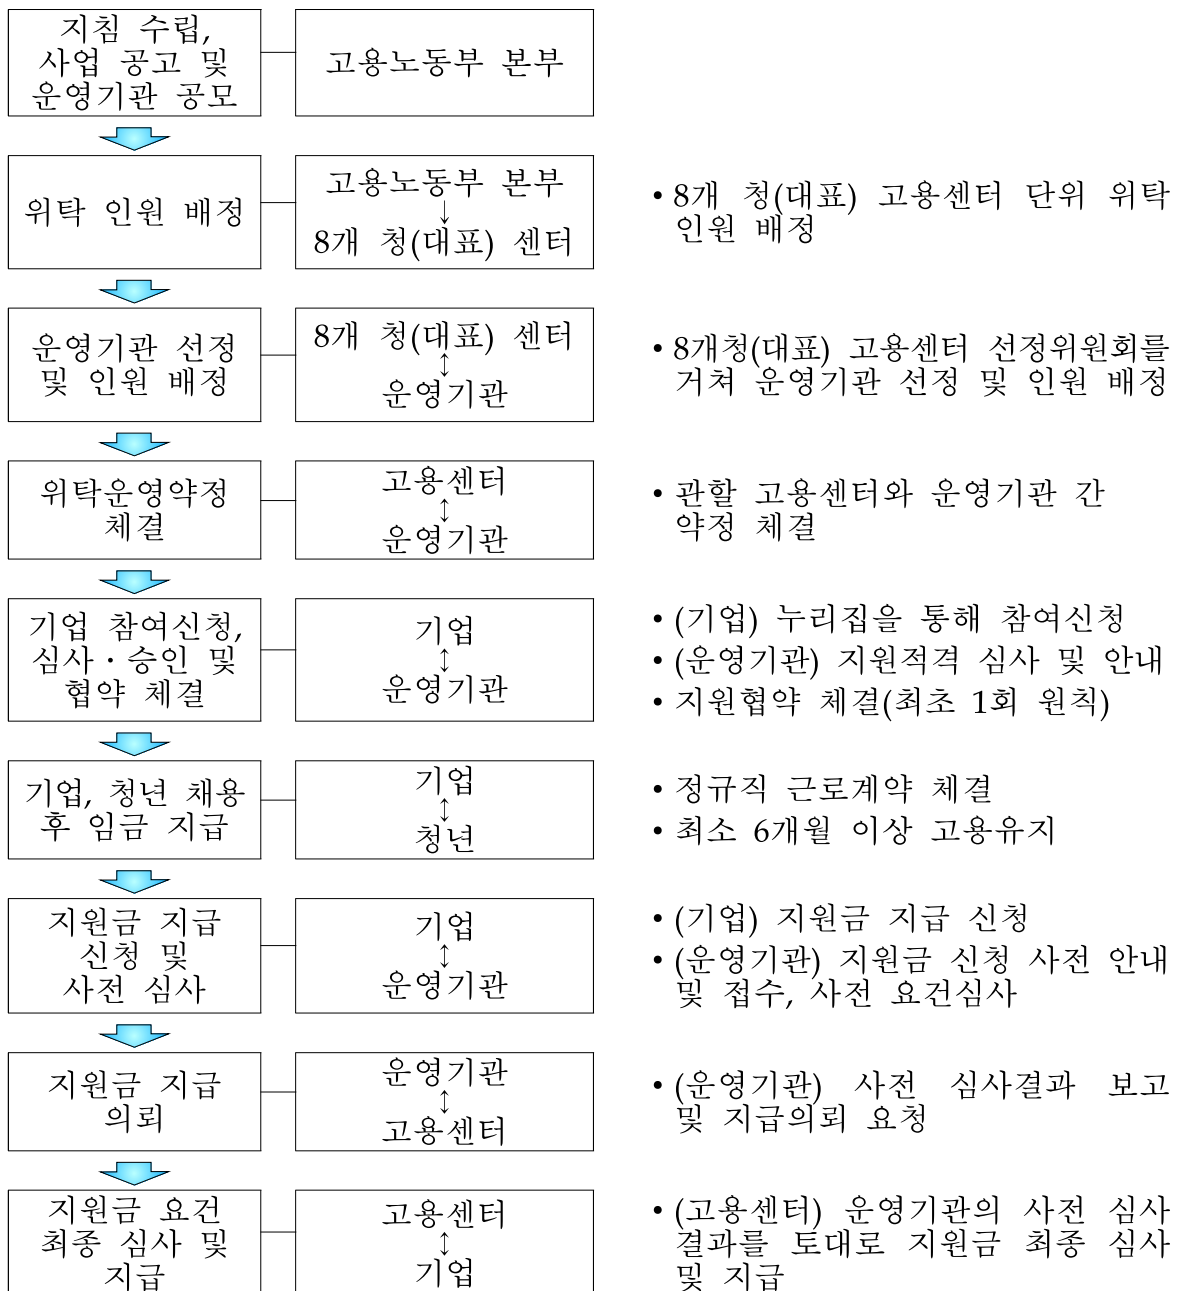 지침 수립,
사업 공고 및
운영기관 공모
고용노동부 본부
위탁 인원 배정
고용노동부 본부
↓
8개 청(대표) 센터
• 8개 청(대표) 고용센터 단위 위탁
인원 배정
운영기관 선정
및 인원 배정
8개 청(대표) 센터
↕
운영기관
• 8개청(대표) 고용센터 선정위원회를
거쳐 운영기관 선정 및 인원 배정
위탁운영약정
체결
고용센터
↕
운영기관
• 관할 고용센터와 운영기관 간
약정 체결
기업 참여신청,
심사·승인 및
협약 체결
기업
↕
운영기관
• (기업) 누리집을 통해 참여신청
• (운영기관) 지원적격 심사 및 안내
• 지원협약 체결(최초 1회 원칙)
기업, 청년 채용
후 임금 지급
기업
↕
청년
• 정규직 근로계약 체결
• 최소 6개월 이상 고용유지
지원금 지급
신청 및
사전 심사
기업
↕
운영기관
• (기업) 지원금 지급 신청
• (운영기관) 지원금 신청 사전 안내
및 접수, 사전 요건심사
지원금 지급
의뢰
운영기관
↕
고용센터
• (운영기관) 사전 심사결과 보고
및 지급의뢰 요청
지원금 요건
최종 심사 및
지급
고용센터
↕
기업
• (고용센터) 운영기관의 사전 심사
결과를 토대로 지원금 최종 심사
및 지급